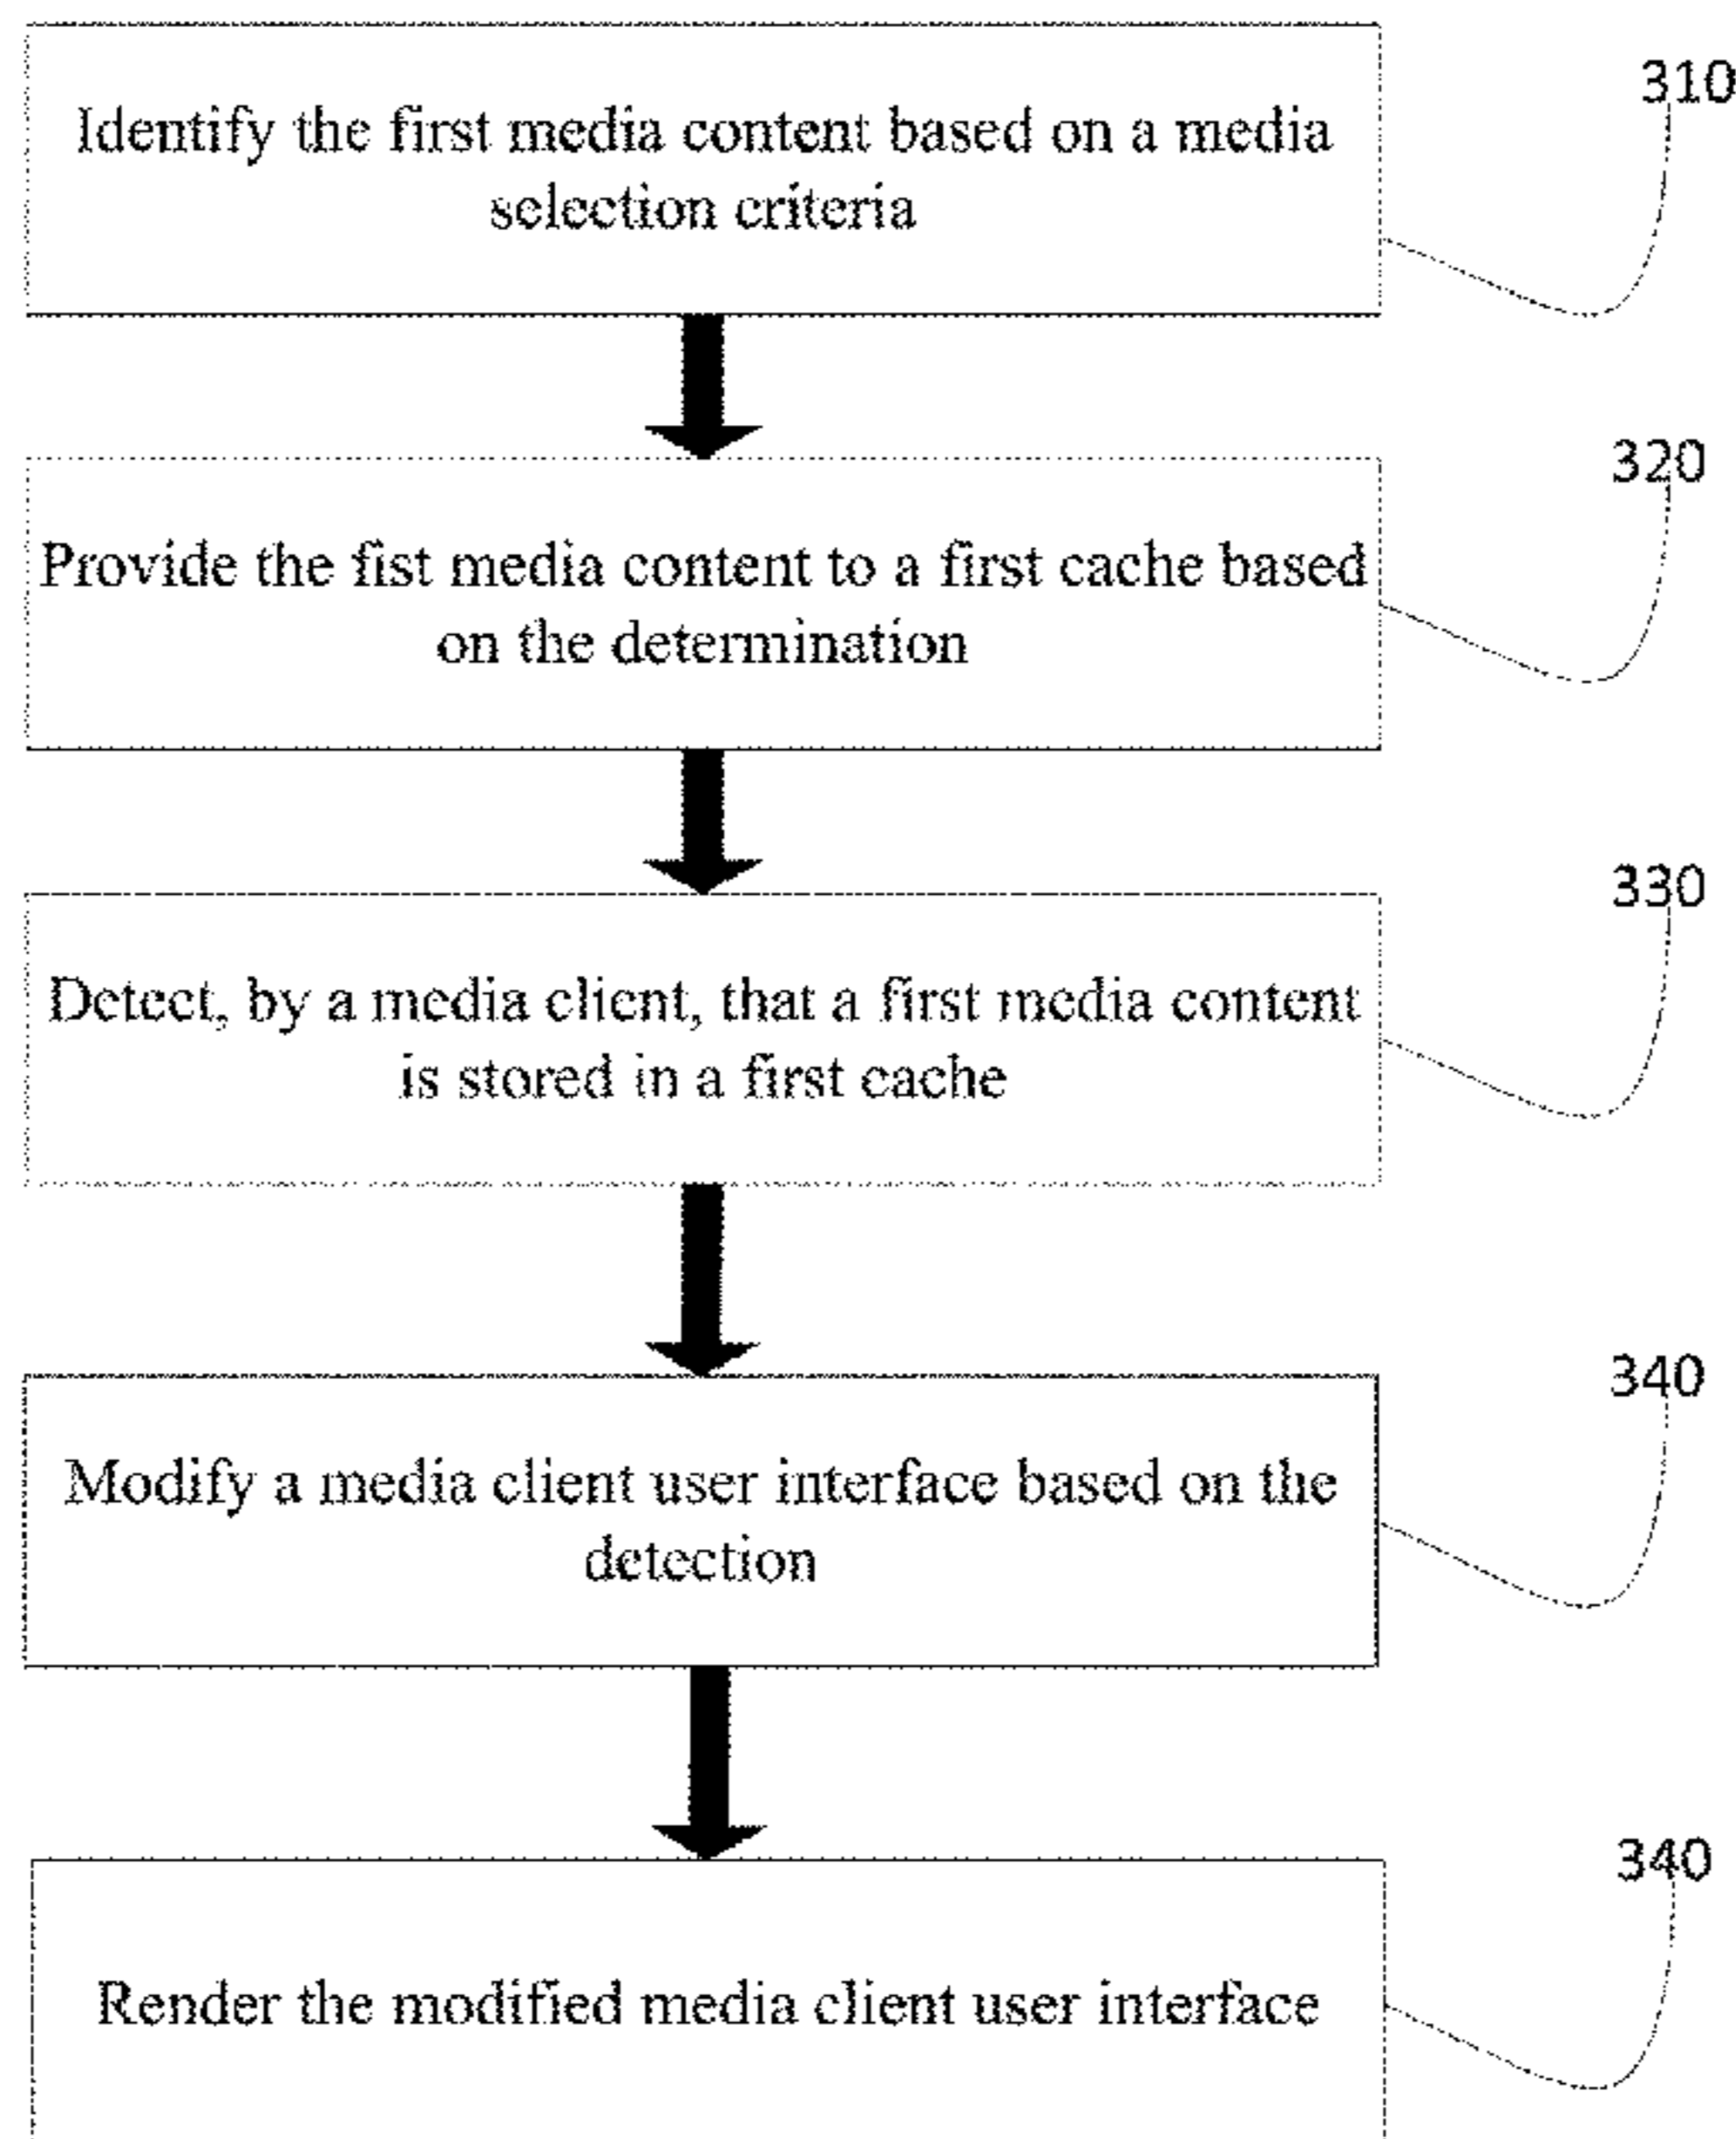 310
Identify the first media content based on a media
selection criteria
320
Provide the fist media content to a first cache based
on the determination
330
Detect, by a media client, that a first media content
is stored in a first cache
340
Modify a media client user interface based on the
detection
340
Render the modified media client user interface